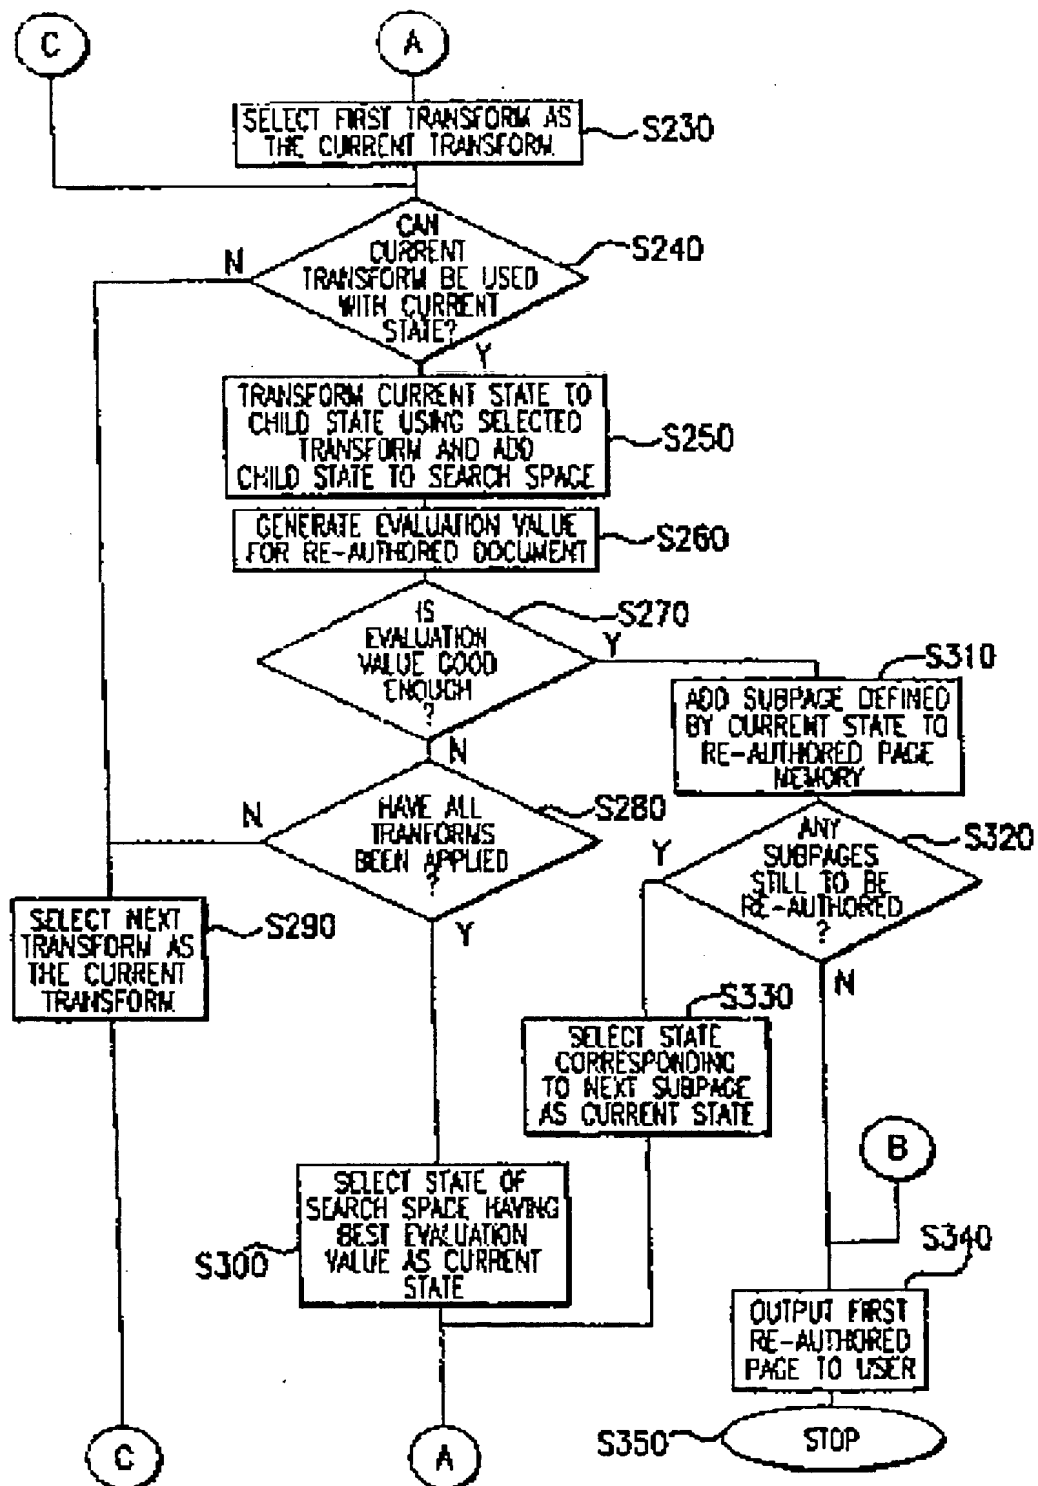 C
A
SELECT FIRST TRANSFORM AS
THE CURRENT TRANSFORM.
S230
CAN
CURRENT
TRANSFORM BE USED
WITH CURRENT
STATE?
S240
N
Y
TRANSFORM CURRENT STATE TO
CHILD STATE USING SELECTED
TRANSFORM AND ADD
CHILD STATE TO SEARCH SPACE
S250
GENERATE EVALUATION VALUE
FOR RE-AUTHORED DOCUMENT
S260
IS
EVALUATION
VALUE GOOD
ENOUGH
?
S270
Y
N
S310
ADD SUBPAGE DEFINED
BY CURRENT STATE TO
RE-AUTHORED PAGE
MEMORY
HAVE ALL
TRANFORMS
BEEN APPLIED
?
S280
N
Y
ANY
SUBPAGES
STILL TO BE
RE-AUTHORED
?
S320
Y
N
SELECT NEXT
TRANSFORM AS
THE CURRENT
TRANSFORM
S290
S330
SELECT STATE
CORRESPONDING
TO NEXT SUBPAGE
AS CURRENT STATE
B
SELECT STATE OF
SEARCH SPACE HAVING
BEST EVALUATION
VALUE AS CURRENT
STATE
S300
S340
OUTPUT FIRST
RE-AUTHORED
PAGE TO USER
S350
STOP
C
A